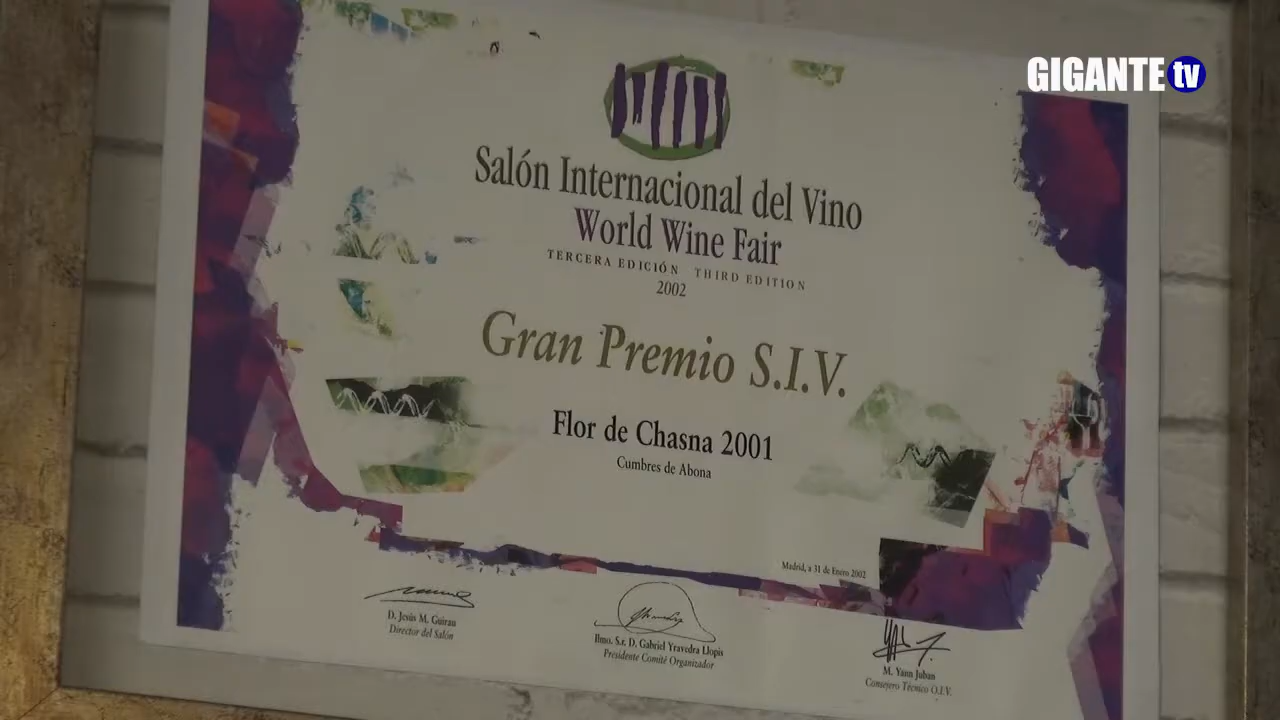 GIGANTE tv
Salón Internacional del Vino
World Wine Fair
TERCERA EDICIÓN THIRD EDITION
2002
Gran Premio S.I.V.
Flor de Chasna 2001
Cumbres de Abona
Madrid, a 31 de Enero 2002
D. Jesús M. Guirau
Director del Salón
Ilmo. S.r. D. Gabriel Yravedra Llopis
Presidente Comité Organizador
M. Yann Juban
Consejero Técnico O.I.V.